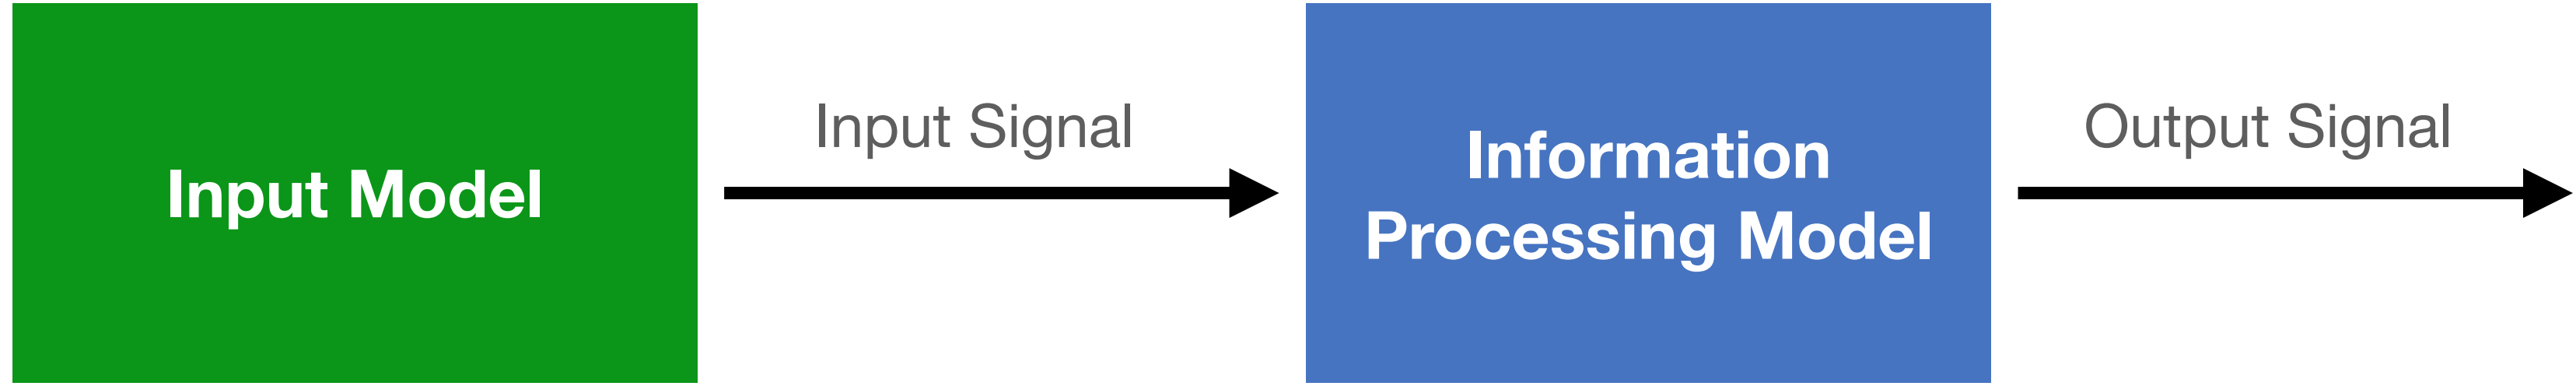 Input Model
Input Signal
Information
Processing Model
Output Signal